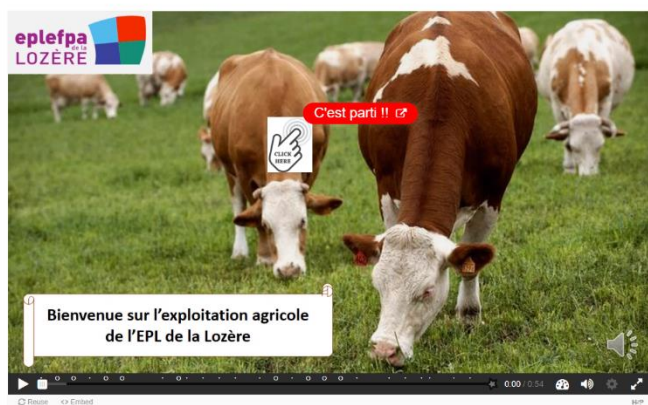 eplefpa
de la
LOZÈRE
C'est parti !!
CLICK
HERE
Bienvenue sur l'exploitation agricole
de l'EPL de la Lozère
0:00 / 0:54
Reuse
<> Embed
H-P